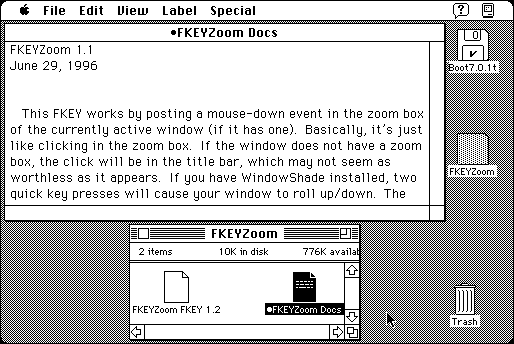 File Edit View Label Special
•FKEYZoom Docs
FKEYZoom 1.1
June 29, 1996
This FKEY works by posting a mouse-down event in the zoom box
of the currently active window (if it has one). Basically, it's just
like clicking in the zoom box. If the window does not have a zoom
box, the click will be in the title bar, which may not seem as
worthless as it appears. If you have WindowShade installed, two
quick key presses will cause your window to roll up/down. The
0
Boot7.0.1t
FKEYZoom
FKEYZoom
2 items 10K in disk 776K availab
FKEYZoom FKEY 1.2
•FKEYZoom Docs
Trash